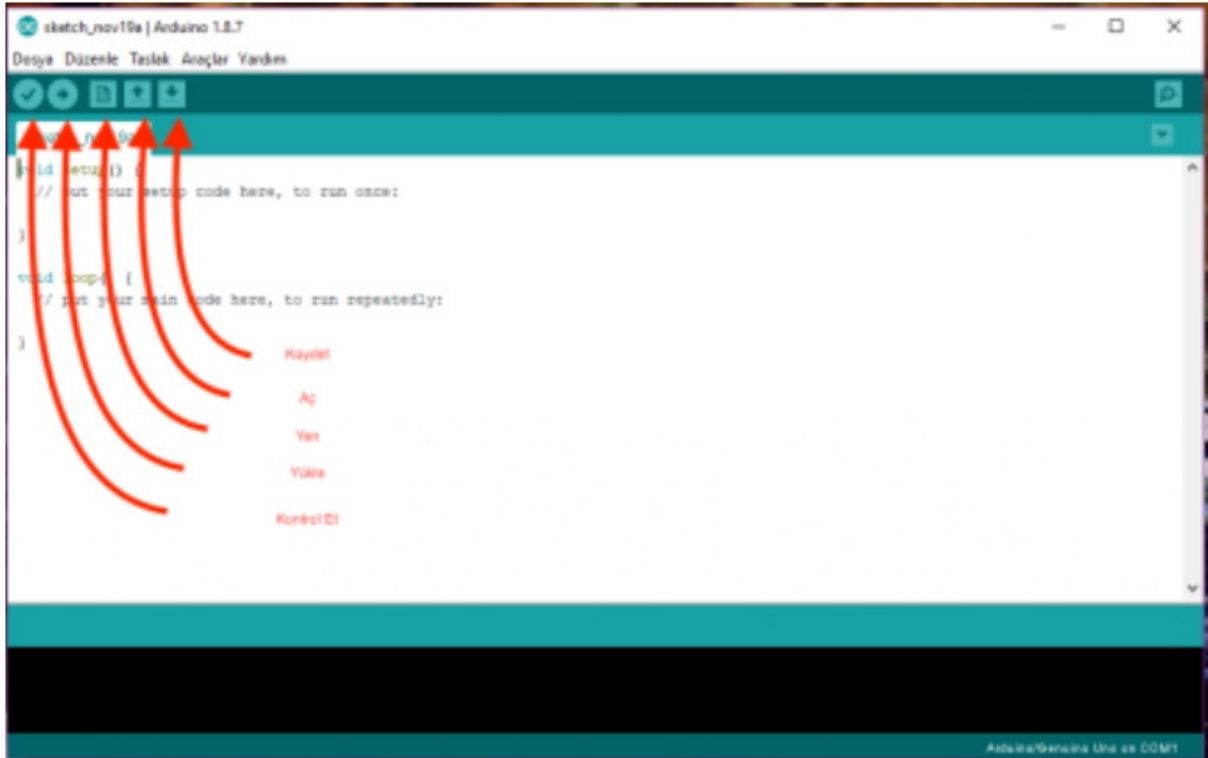 sketch_nov19a | Arduino 1.8.7
Dosya Düzenle Taslak Araçlar Yardım
void setup() {
// put your setup code here, to run once:
}
void loop() {
// put your main code here, to run repeatedly:
}
Kaydet
Aç
Yeni
Yükle
Kontrol Et
Arduino/Genuino Uno on COM1